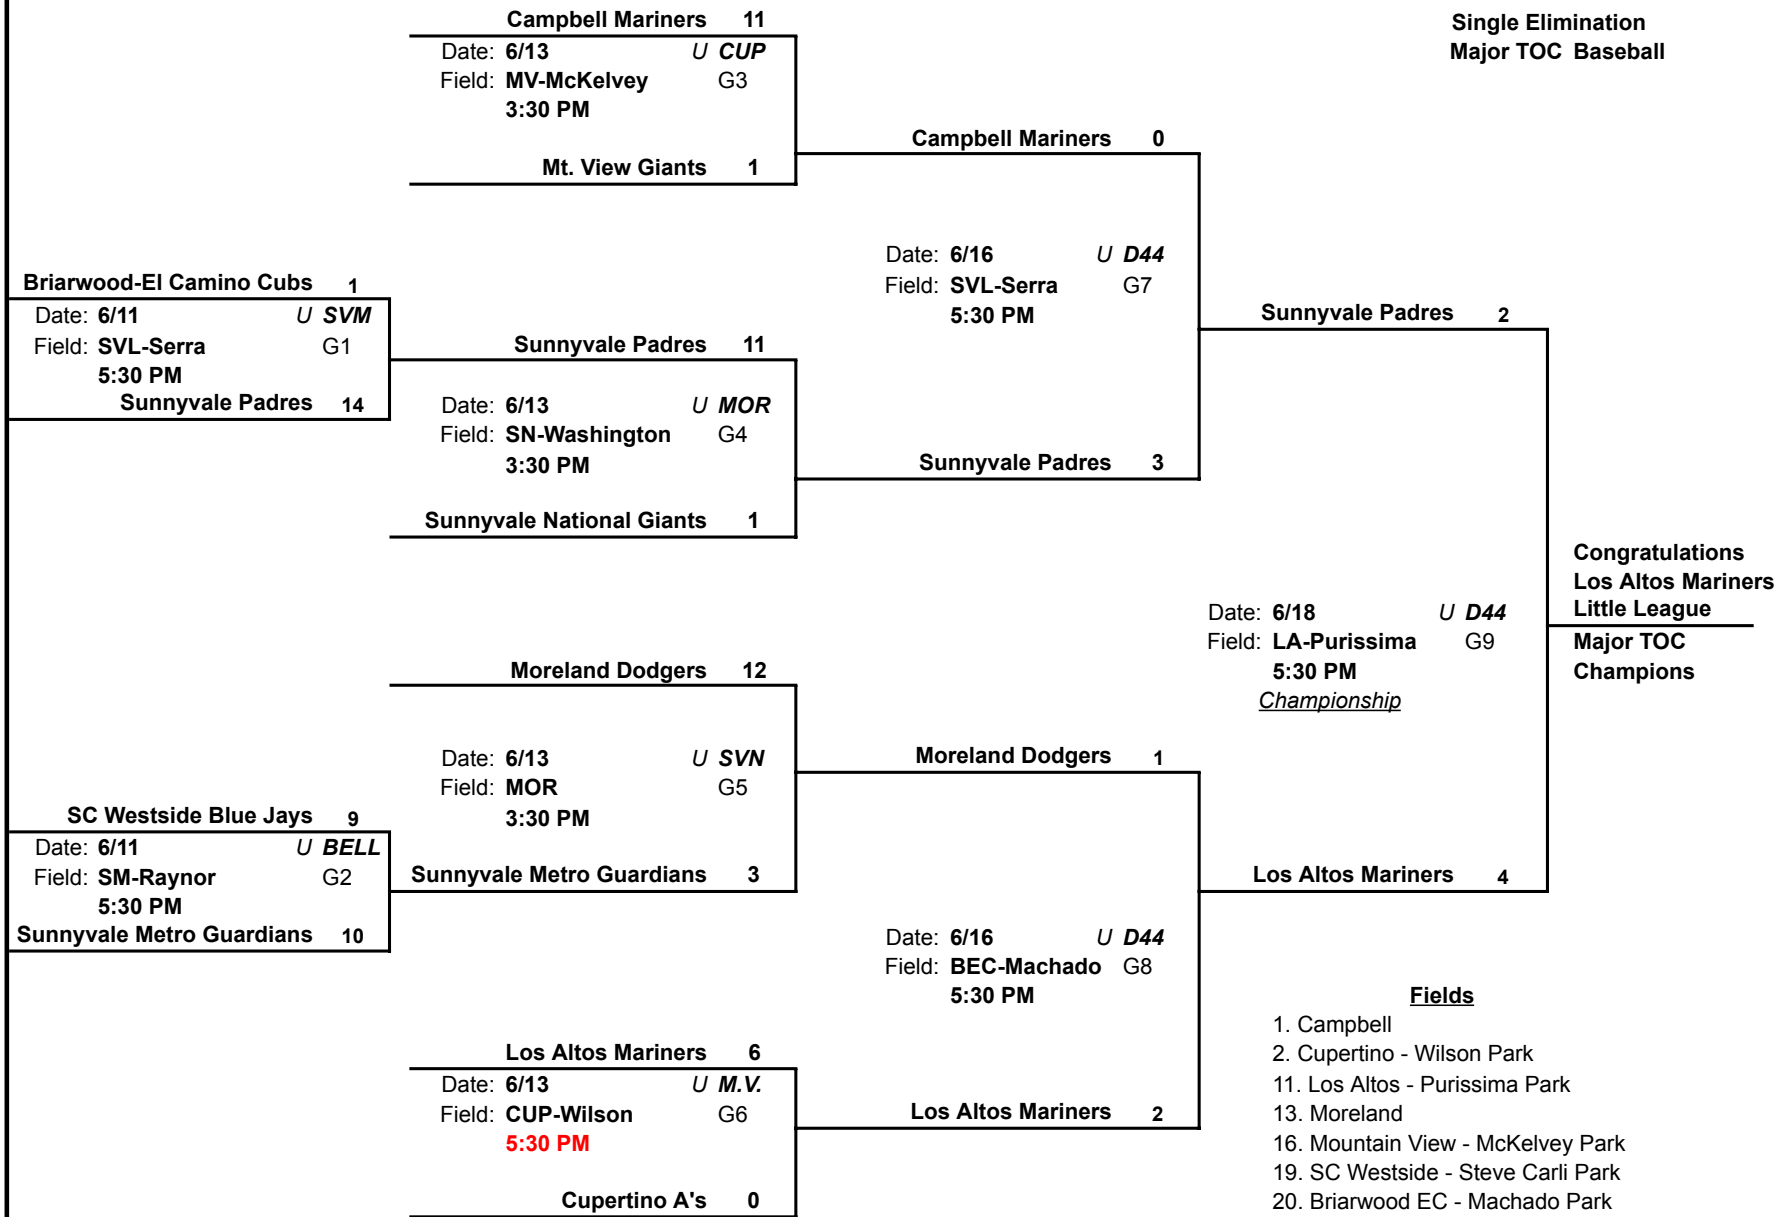 Campbell Mariners 11
Single Elimination
Major TOC Baseball
Date: 6/13 U CUP
Field: MV-McKelvey G3
3:30 PM
Campbell Mariners 0
Mt. View Giants 1
Date: 6/16 U D44
Field: SVL-Serra G7
5:30 PM
Briarwood-El Camino Cubs 1
Date: 6/11 U SVM
Field: SVL-Serra G1
5:30 PM
Sunnyvale Padres 14
Sunnyvale Padres 2
Sunnyvale Padres 11
Date: 6/13 U MOR
Field: SN-Washington G4
3:30 PM
Sunnyvale Padres 3
Sunnyvale National Giants 1
Congratulations
Los Altos Mariners
Little League
Major TOC
Champions
Date: 6/18 U D44
Field: LA-Purissima G9
5:30 PM
Championship
Moreland Dodgers 12
Date: 6/13 U SVN
Field: MOR G5
3:30 PM
Moreland Dodgers 1
SC Westside Blue Jays 9
Date: 6/11 U BELL
Field: SM-Raynor G2
5:30 PM
Sunnyvale Metro Guardians 10
Sunnyvale Metro Guardians 3
Los Altos Mariners 4
Date: 6/16 U D44
Field: BEC-Machado G8
5:30 PM
Los Altos Mariners 6
Date: 6/13 U M.V.
Field: CUP-Wilson G6
5:30 PM
Los Altos Mariners 2
Cupertino A's 0
Fields
1. Campbell
2. Cupertino - Wilson Park
11. Los Altos - Purissima Park
13. Moreland
16. Mountain View - McKelvey Park
19. SC Westside - Steve Carli Park
20. Briarwood EC - Machado Park